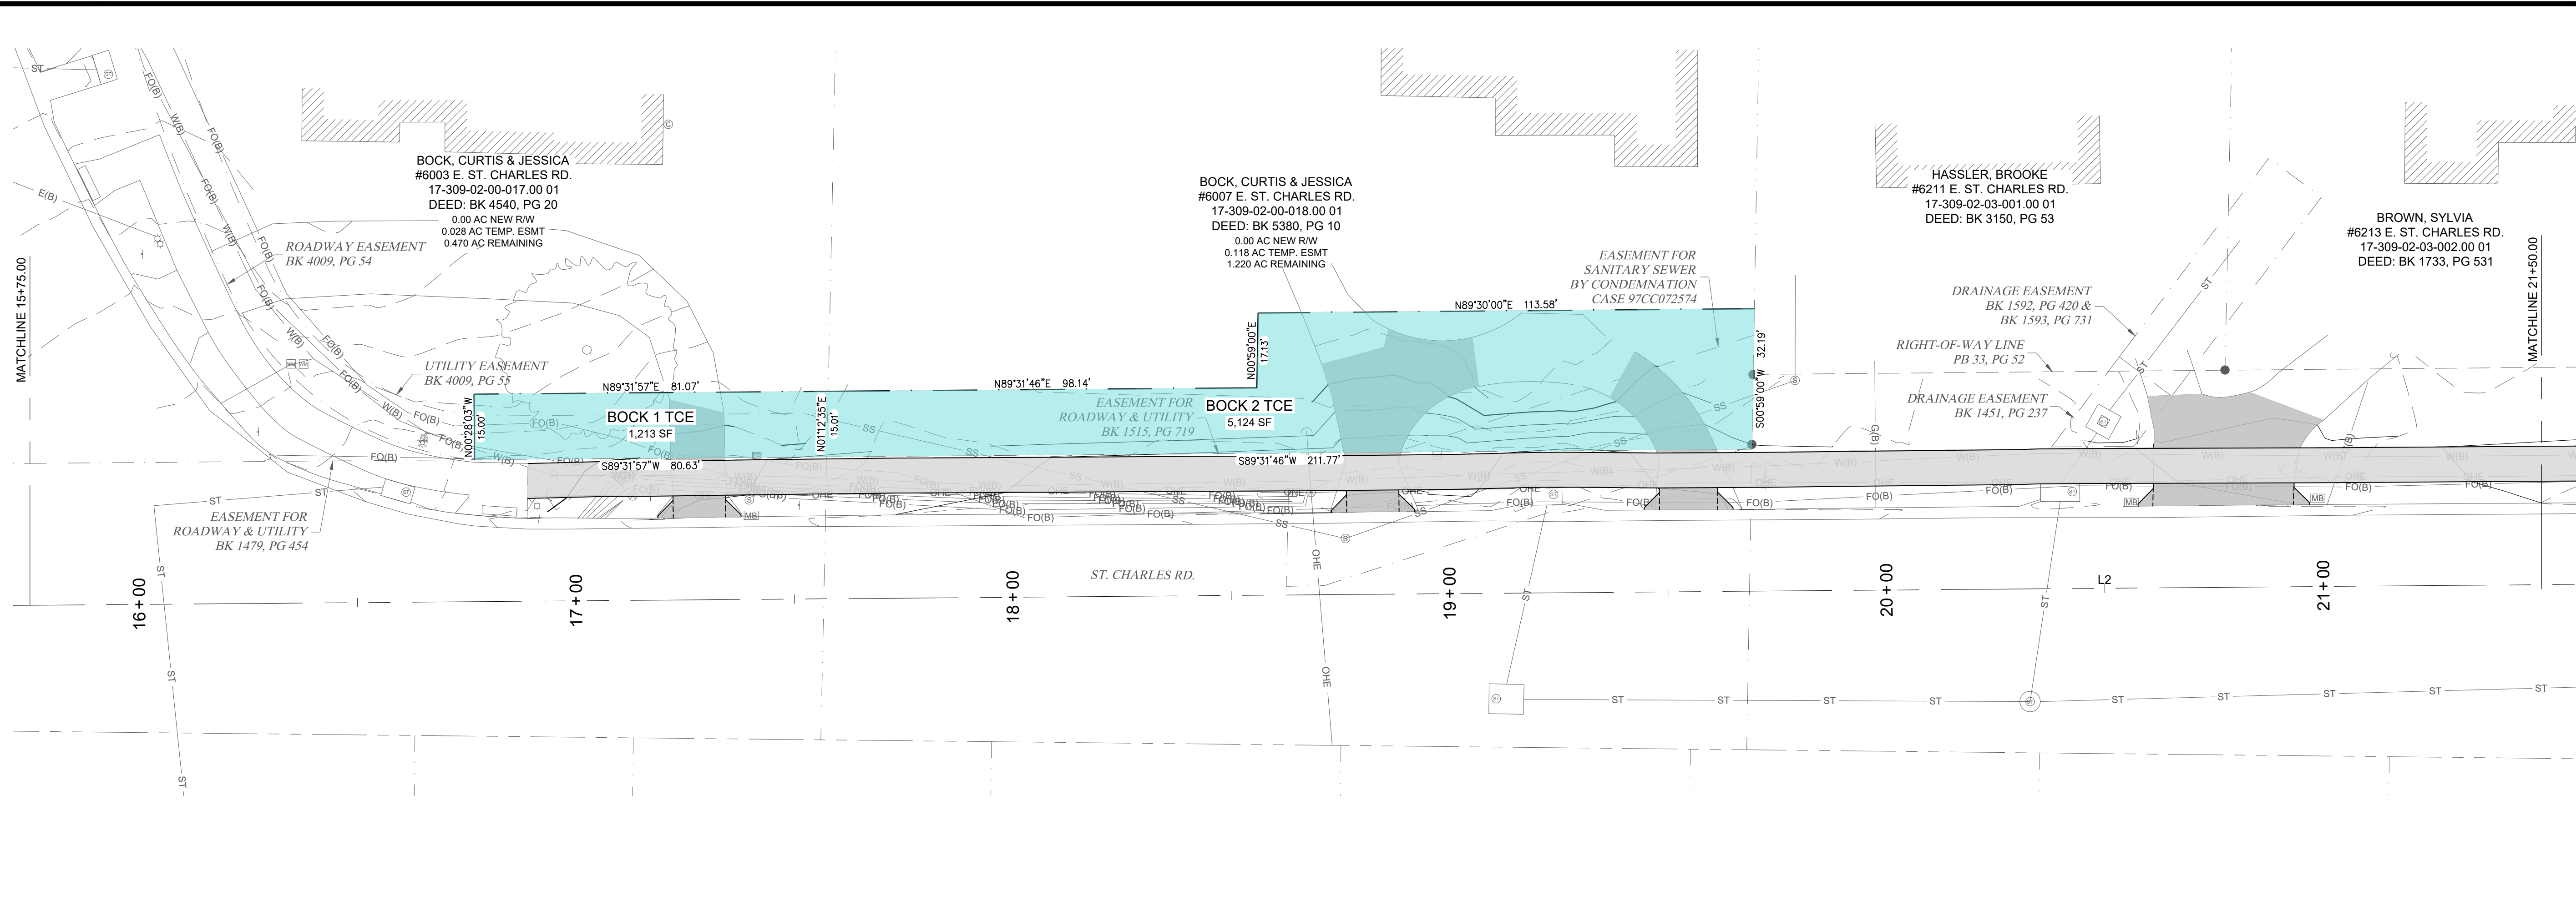 BOCK, CURTIS & JESSICA
#6003 E. ST. CHARLES RD.
17-309-02-00-017.00 01
DEED: BK 4540, PG 20
0.00 AC NEW R/W
0.028 AC TEMP. ESMT
0.470 AC REMAINING
BOCK, CURTIS & JESSICA
#6007 E. ST. CHARLES RD.
17-309-02-00-018.00 01
DEED: BK 5380, PG 10
0.00 AC NEW R/W
0.118 AC TEMP. ESMT
1.220 AC REMAINING
HASSLER, BROOKE
#6211 E. ST. CHARLES RD.
17-309-02-03-001.00 01
DEED: BK 3150, PG 53
BROWN, SYLVIA
#6213 E. ST. CHARLES RD.
17-309-02-03-002.00 01
DEED: BK 1733, PG 531
MATCHLINE 15+75.00
MATCHLINE 21+50.00
ROADWAY EASEMENT
BK 4009, PG 54
UTILITY EASEMENT
BK 4009, PG 55
EASEMENT FOR
SANITARY SEWER
BY CONDEMNATION
CASE 97CC072574
DRAINAGE EASEMENT
BK 1592, PG 420 &
BK 1593, PG 731
RIGHT-OF-WAY LINE
PB 33, PG 52
DRAINAGE EASEMENT
BK 1451, PG 237
EASEMENT FOR
ROADWAY & UTILITY
BK 1515, PG 719
EASEMENT FOR
ROADWAY & UTILITY
BK 1479, PG 454
N89°31'57"E 81.07'
N89°31'46"E 98.14'
N00°59'00"E
17.13'
N89°30'00"E 113.58'
S00°59'00"W 32.19'
N00°28'03"W
15.00'
N01°12'35"E
15.01'
BOCK 1 TCE
1,213 SF
BOCK 2 TCE
5,124 SF
S89°31'57"W 80.63'
S89°31'46"W 211.77'
ST. CHARLES RD.
16+00
17+00
18+00
19+00
20+00
21+00
L2
ST
E(B)
FO(B)
W(B)
G(B)
SS
OHE
MB
MB
MB